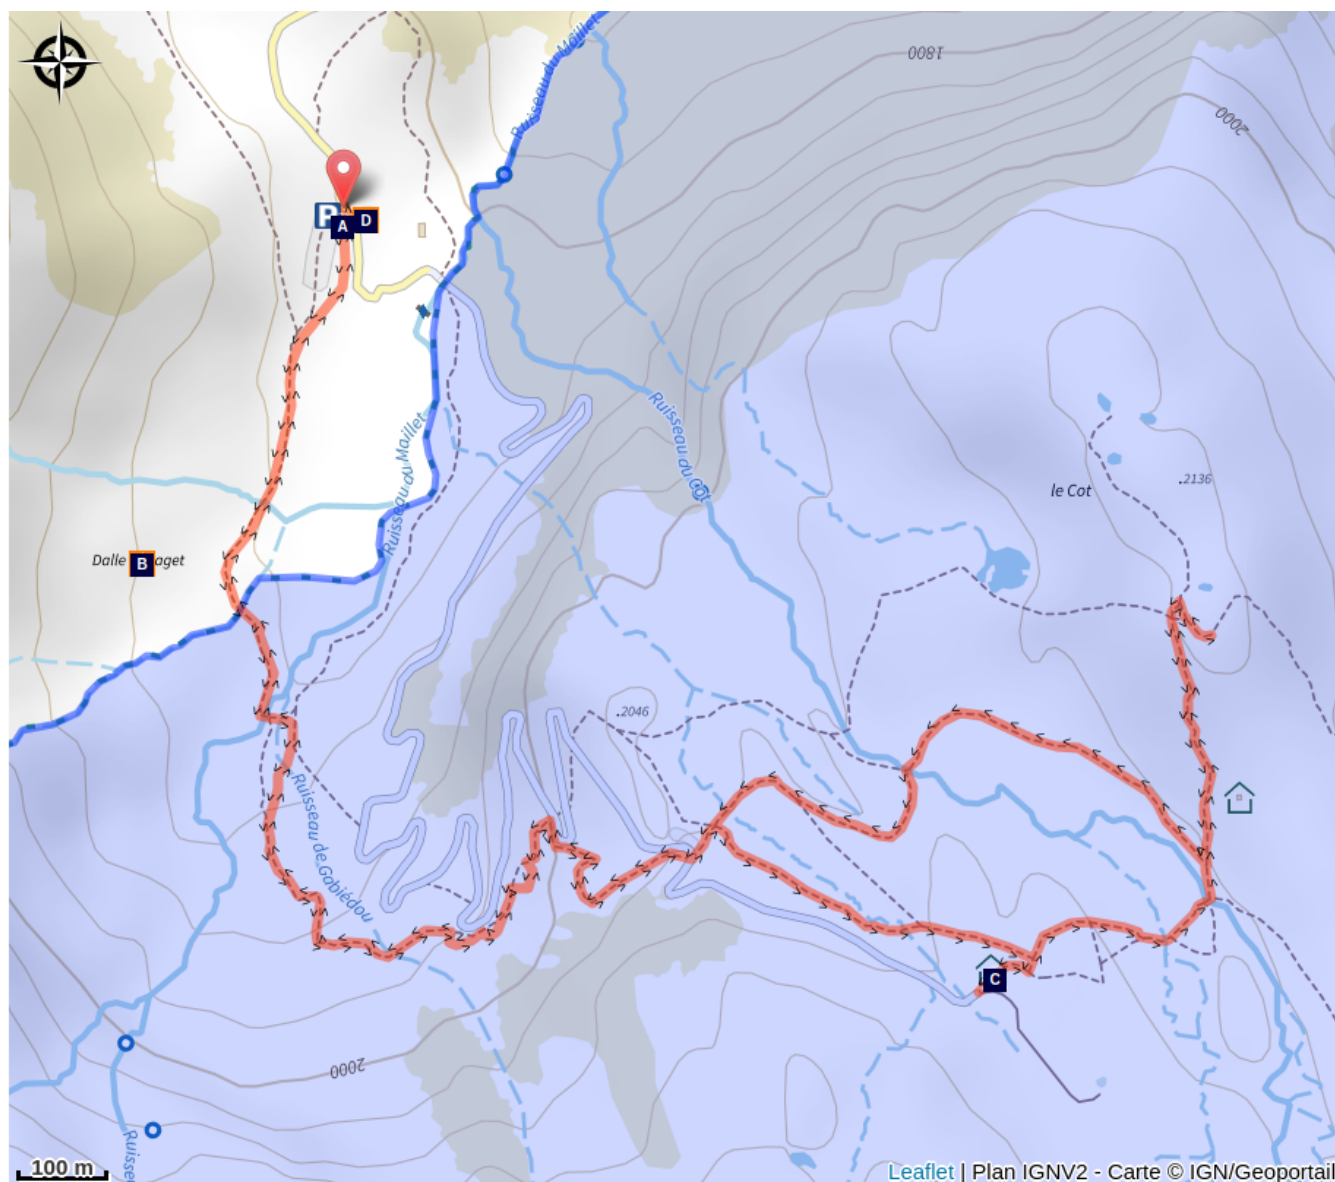 Ruisseau du Maillet
1800
2000
P
A
D
Ruisseau du Cot
Ruisseau du Maillet
.2136
le Cot
Dalle
B
aget
.2046
Ruisseau de Gabiédou
C
2000
100 m
Leaflet | Plan IGNV2 - Carte © IGN/Geoportail